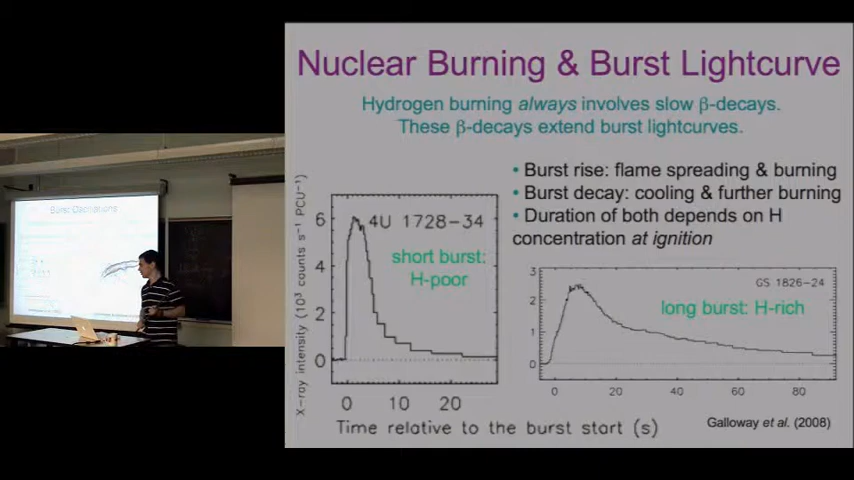 Nuclear Burning & Burst Lightcurve
Hydrogen burning always involves slow β-decays.
These β-decays extend burst lightcurves.
• Burst rise: flame spreading & burning
• Burst decay: cooling & further burning
• Duration of both depends on H
concentration at ignition
X-ray intensity (10³ counts s⁻¹ PCU⁻¹)
6
4
2
0
4U 1728-34
short burst:
H-poor
0 10 20
3
2
1
0
GS 1826-24
long burst: H-rich
0 20 40 60 80
Time relative to the burst start (s)
Galloway et al. (2008)
Burst Oscillations